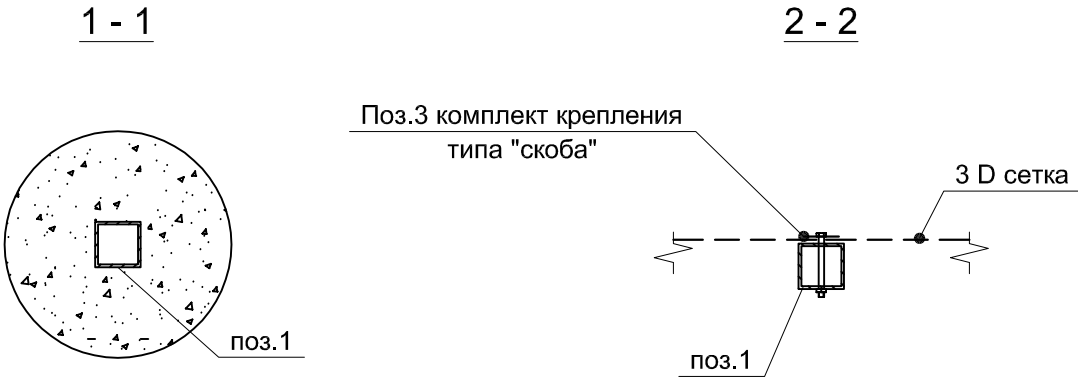 1 - 1
2 - 2
Поз.3 комплект крепления
типа "скоба"
3 D сетка
поз.1
поз.1